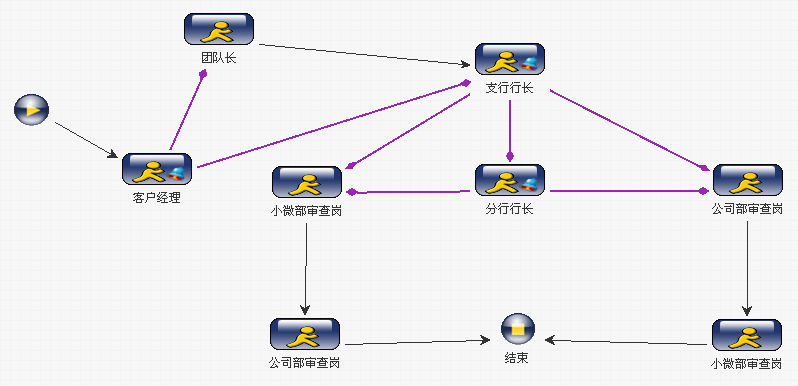 团队长
支行行长
客户经理
小微部审查岗
分行行长
公司部审查岗
公司部审查岗
结束
小微部审查岗